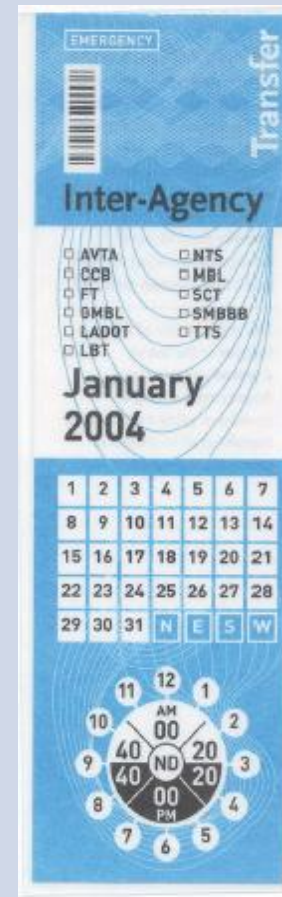 EMERGENCY
Transfer
Inter-Agency
AVTA NTS
CCB MBL
FT SCT
GMBL SMBBB
LADOT TTS
LBT
January
2004
1 2 3 4 5 6 7
8 9 10 11 12 13 14
15 16 17 18 19 20 21
22 23 24 25 26 27 28
29 30 31 N E S W
12
11 1
AM
10 00 2
40 20
9 ND 3
40 20
8 00 4
PM
7 5
6